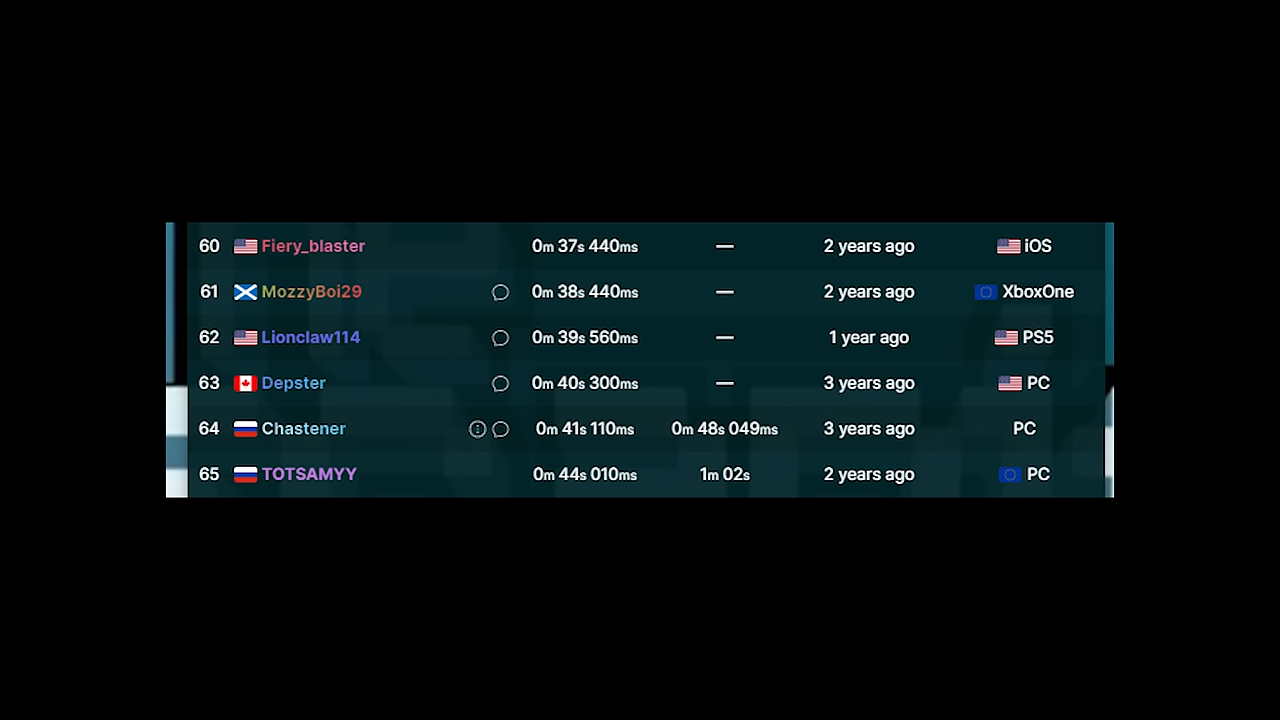 60 Fiery_blaster 0m 37s 440ms — 2 years ago iOS
61 MozzyBoi29 0m 38s 440ms — 2 years ago XboxOne
62 Lionclaw114 0m 39s 560ms — 1 year ago PS5
63 Depster 0m 40s 300ms — 3 years ago PC
64 Chastener 0m 41s 110ms 0m 48s 049ms 3 years ago PC
65 TOTSAMYY 0m 44s 010ms 1m 02s 2 years ago PC